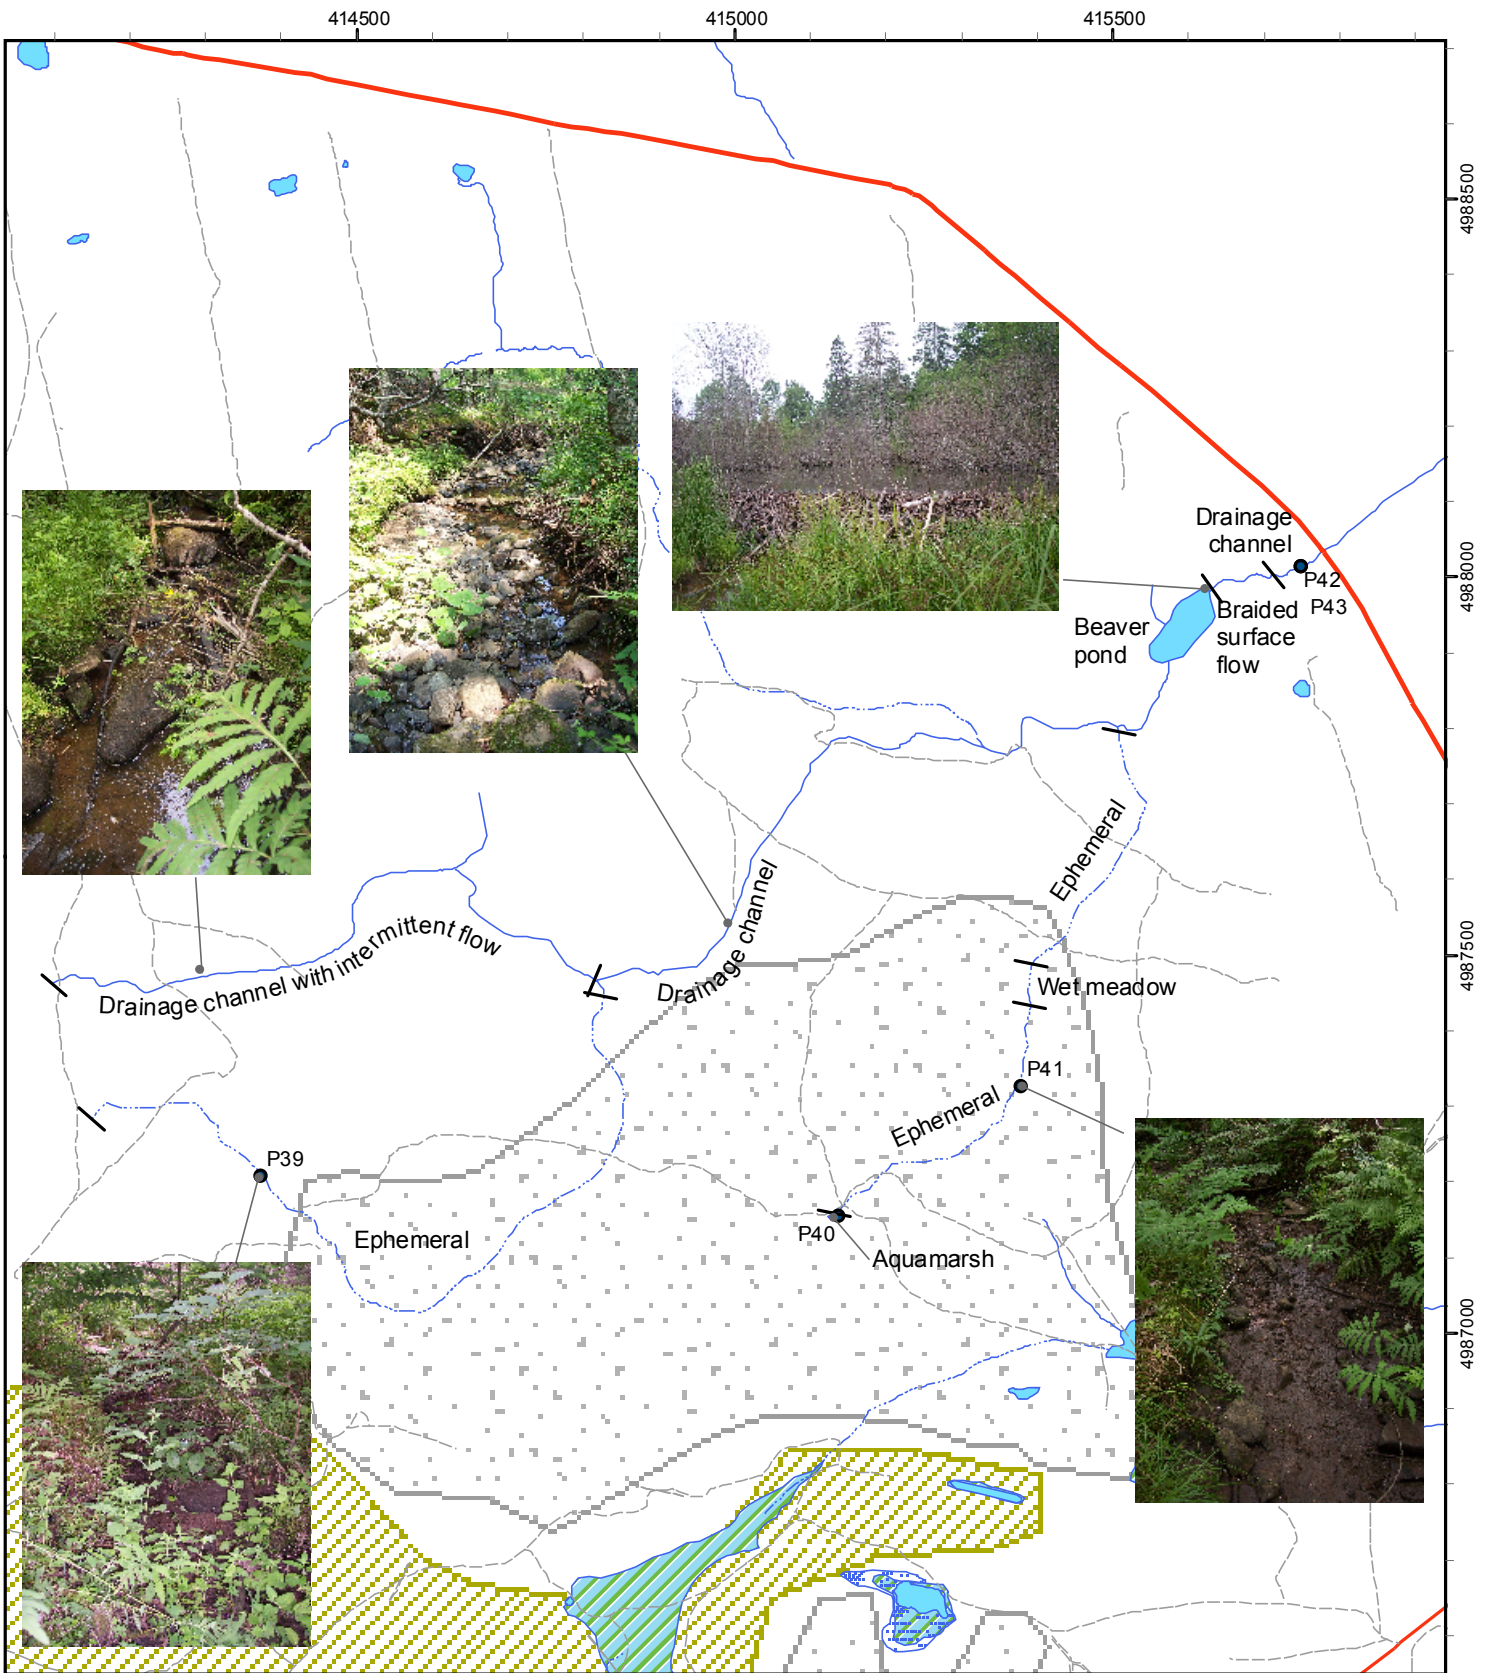 414500
415000
415500
4988500
Drainage
channel
P42
4988000
P43
Beaver
pond
Braided
surface
flow
Ephemeral
Drainage channel
Drainage channel with intermittent flow
4987500
Wet meadow
P41
Ephemeral
P39
P40
Ephemeral
Aquamarsh
4987000